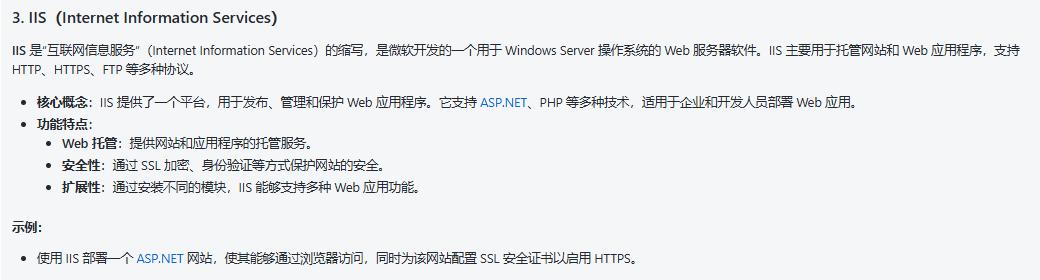 3. IIS（Internet Information Services）
IIS 是“互联网信息服务”（Internet Information Services）的缩写，是微软开发的一个用于 Windows Server 操作系统的 Web 服务器软件。IIS 主要用于托管网站和 Web 应用程序，支持
HTTP、HTTPS、FTP 等多种协议。
• 核心概念：IIS 提供了一个平台，用于发布、管理和保护 Web 应用程序。它支持 ASP.NET、PHP 等多种技术，适用于企业和开发人员部署 Web 应用。
• 功能特点：
• Web 托管：提供网站和应用程序的托管服务。
• 安全性：通过 SSL 加密、身份验证等方式保护网站的安全。
• 扩展性：通过安装不同的模块，IIS 能够支持多种 Web 应用功能。
示例：
• 使用 IIS 部署一个 ASP.NET 网站，使其能够通过浏览器访问，同时为该网站配置 SSL 安全证书以启用 HTTPS。